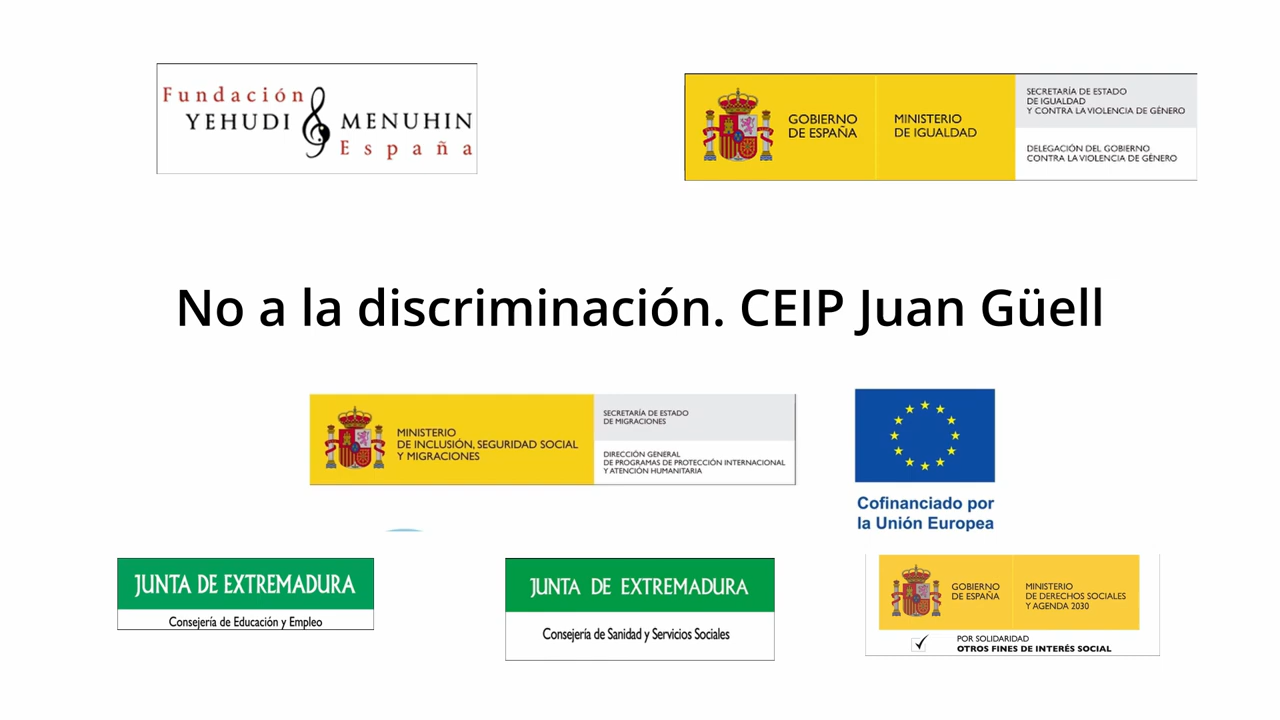 Fundación
YEHUDI MENUHIN
España
GOBIERNO
DE ESPAÑA
MINISTERIO
DE IGUALDAD
SECRETARÍA DE ESTADO
DE IGUALDAD
Y CONTRA LA VIOLENCIA DE GÉNERO
DELEGACIÓN DEL GOBIERNO
CONTRA LA VIOLENCIA DE GÉNERO
No a la discriminación. CEIP Juan Güell
MINISTERIO
DE INCLUSIÓN, SEGURIDAD SOCIAL
Y MIGRACIONES
SECRETARÍA DE ESTADO
DE MIGRACIONES
DIRECCIÓN GENERAL
DE PROGRAMAS DE PROTECCIÓN INTERNACIONAL
Y ATENCIÓN HUMANITARIA
Cofinanciado por
la Unión Europea
JUNTA DE EXTREMADURA
Consejería de Educación y Empleo
JUNTA DE EXTREMADURA
Consejería de Sanidad y Servicios Sociales
GOBIERNO
DE ESPAÑA
MINISTERIO
DE DERECHOS SOCIALES
Y AGENDA 2030
POR SOLIDARIDAD
OTROS FINES DE INTERÉS SOCIAL